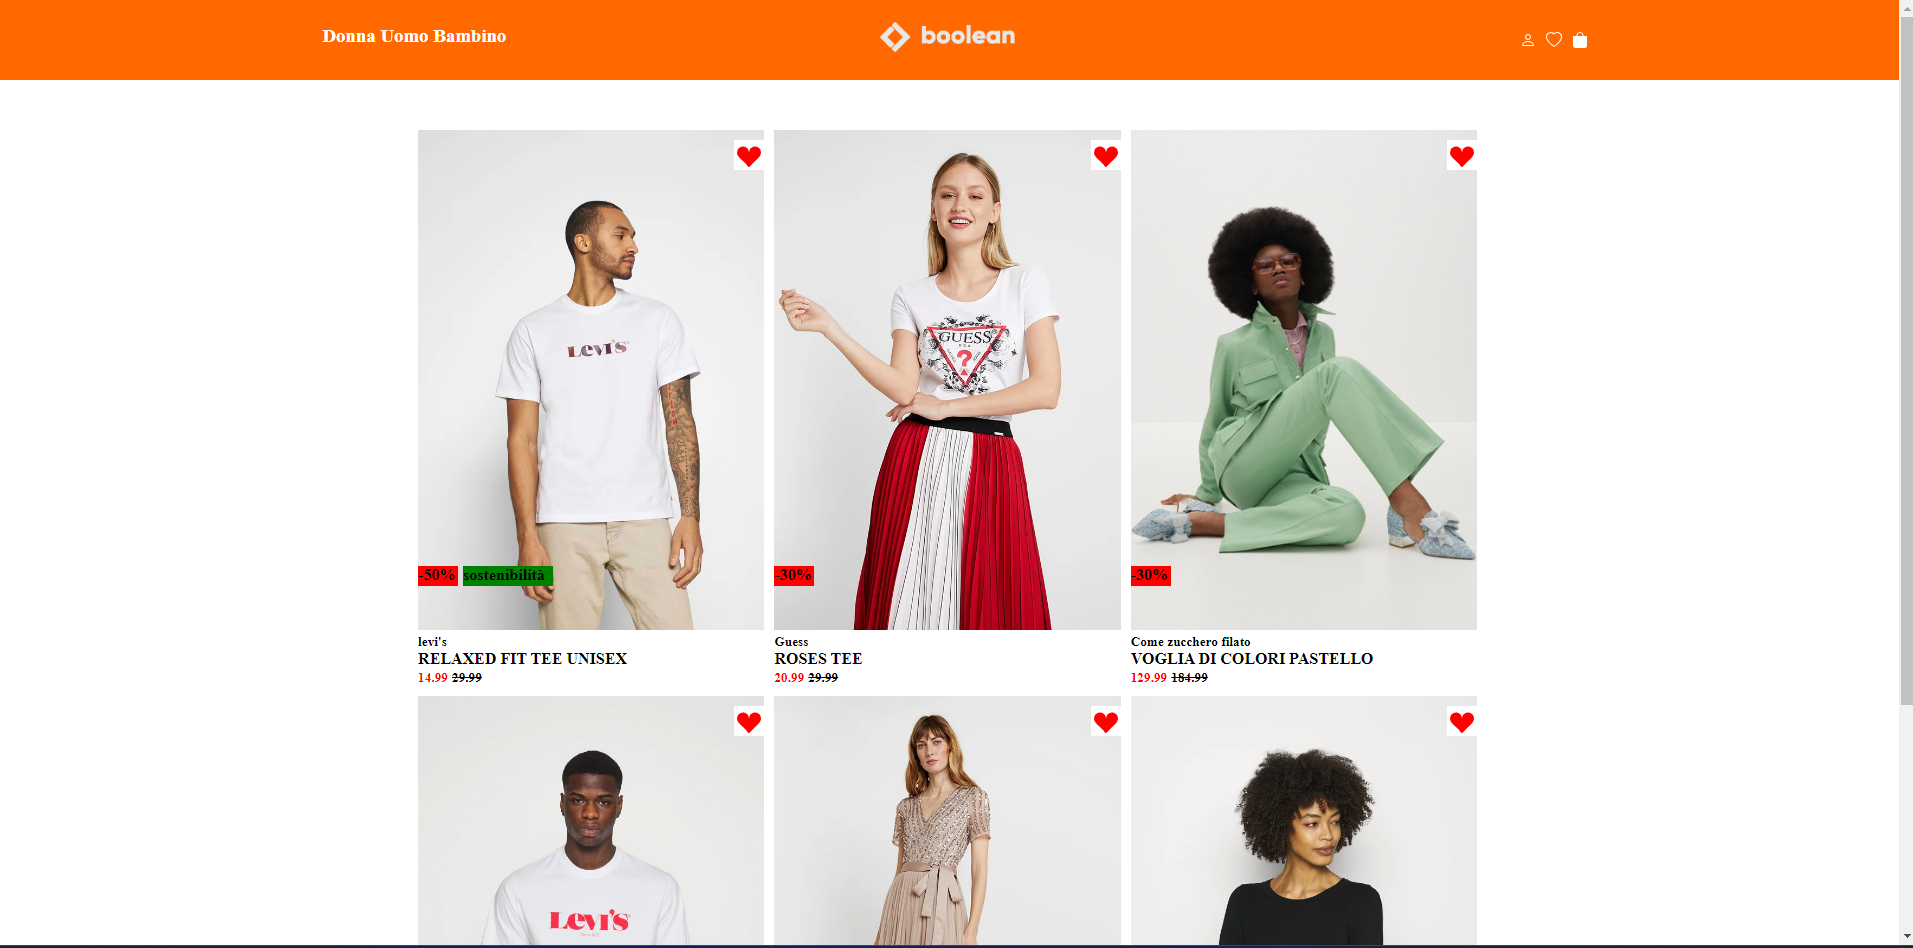 Donna Uomo Bambino
boolean
Levi's
GUESS
U.S.A.
?
-50% sostenibilità
-30%
-30%
levi's
RELAXED FIT TEE UNISEX
14.99 29.99
Guess
ROSES TEE
20.99 29.99
Come zucchero filato
VOGLIA DI COLORI PASTELLO
129.99 184.99
LEVI'S